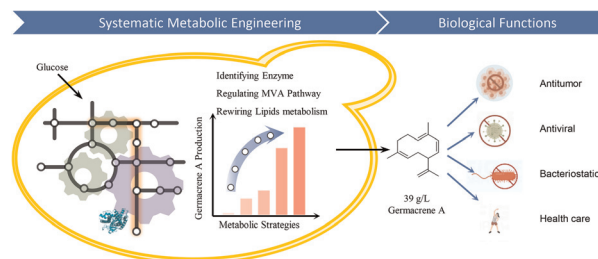 Systematic Metabolic Engineering
Biological Functions
Glucose
Identifying Enzyme
Regulating MVA Pathway
Rewiring Lipids metabolism
Germacrene A Production
Metabolic Strategies
39 g/L
Germacrene A
Antitumor
Antiviral
Bacteriostatic
Health care